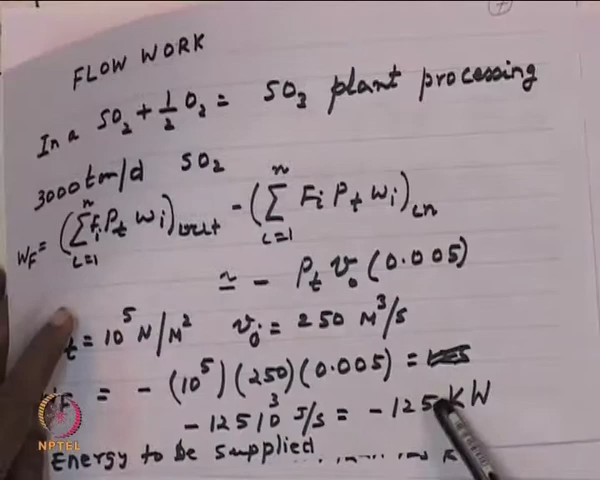 7
FLOW WORK
In a SO2 + 1/2 O2 = SO3 plant processing
3000 ton/d SO2
WF = (∑ i=1 n Fi Pt Wi)out - (∑ i=1 n Fi Pt Wi)in
≃ - Pt v0 (0.005)
t = 10^5 N/M^2 v0 = 250 M^3/s
F = - (10^5) (250) (0.005) =
- 125 10^3 J/s = - 125 KW
Energy to be supplied
NPTEL